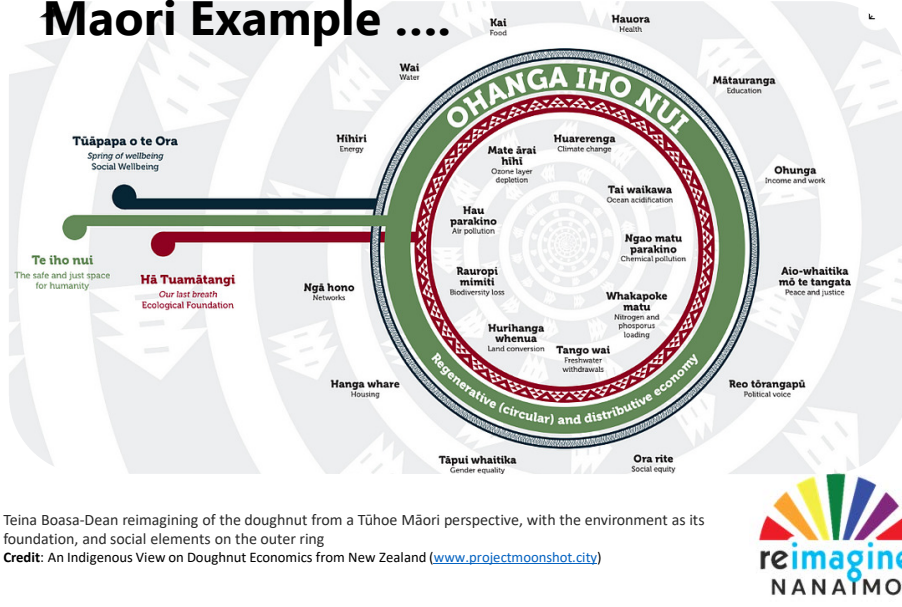 Maori Example ....
Kai
Food
Hauora
Health
Wai
Water
Mātauranga
Education
Hihiri
Energy
Ohunga
Income and work
Ngā hono
Networks
Aio-whaitika
mō te tangata
Peace and justice
Hanga whare
Housing
Reo tōrangapū
Political voice
Tāpui whaitika
Gender equality
Ora rite
Social equity
Tūāpapa o te Ora
Spring of wellbeing
Social Wellbeing
Te iho nui
The safe and just space
for humanity
Hā Tuamātangi
Our last breath
Ecological Foundation
OHANGA IHO NUI
Huarerenga
Climate change
Mate ārai
hīhī
Ozone layer
depletion
Tai waikawa
Ocean acidification
Hau
parakino
Air pollution
Ngao matu
parakino
Chemical pollution
Rauropi
mimiti
Biodiversity loss
Whakapoke
matu
Nitrogen and
phosporus
loading
Hurihanga
whenua
Land conversion
Tango wai
Freshwater
withdrawals
Regenerative (circular) and distributive economy
Teina Boasa-Dean reimagining of the doughnut from a Tūhoe Māori perspective, with the environment as its
foundation, and social elements on the outer ring
Credit: An Indigenous View on Doughnut Economics from New Zealand (www.projectmoonshot.city)
reimagine
NANAIMO